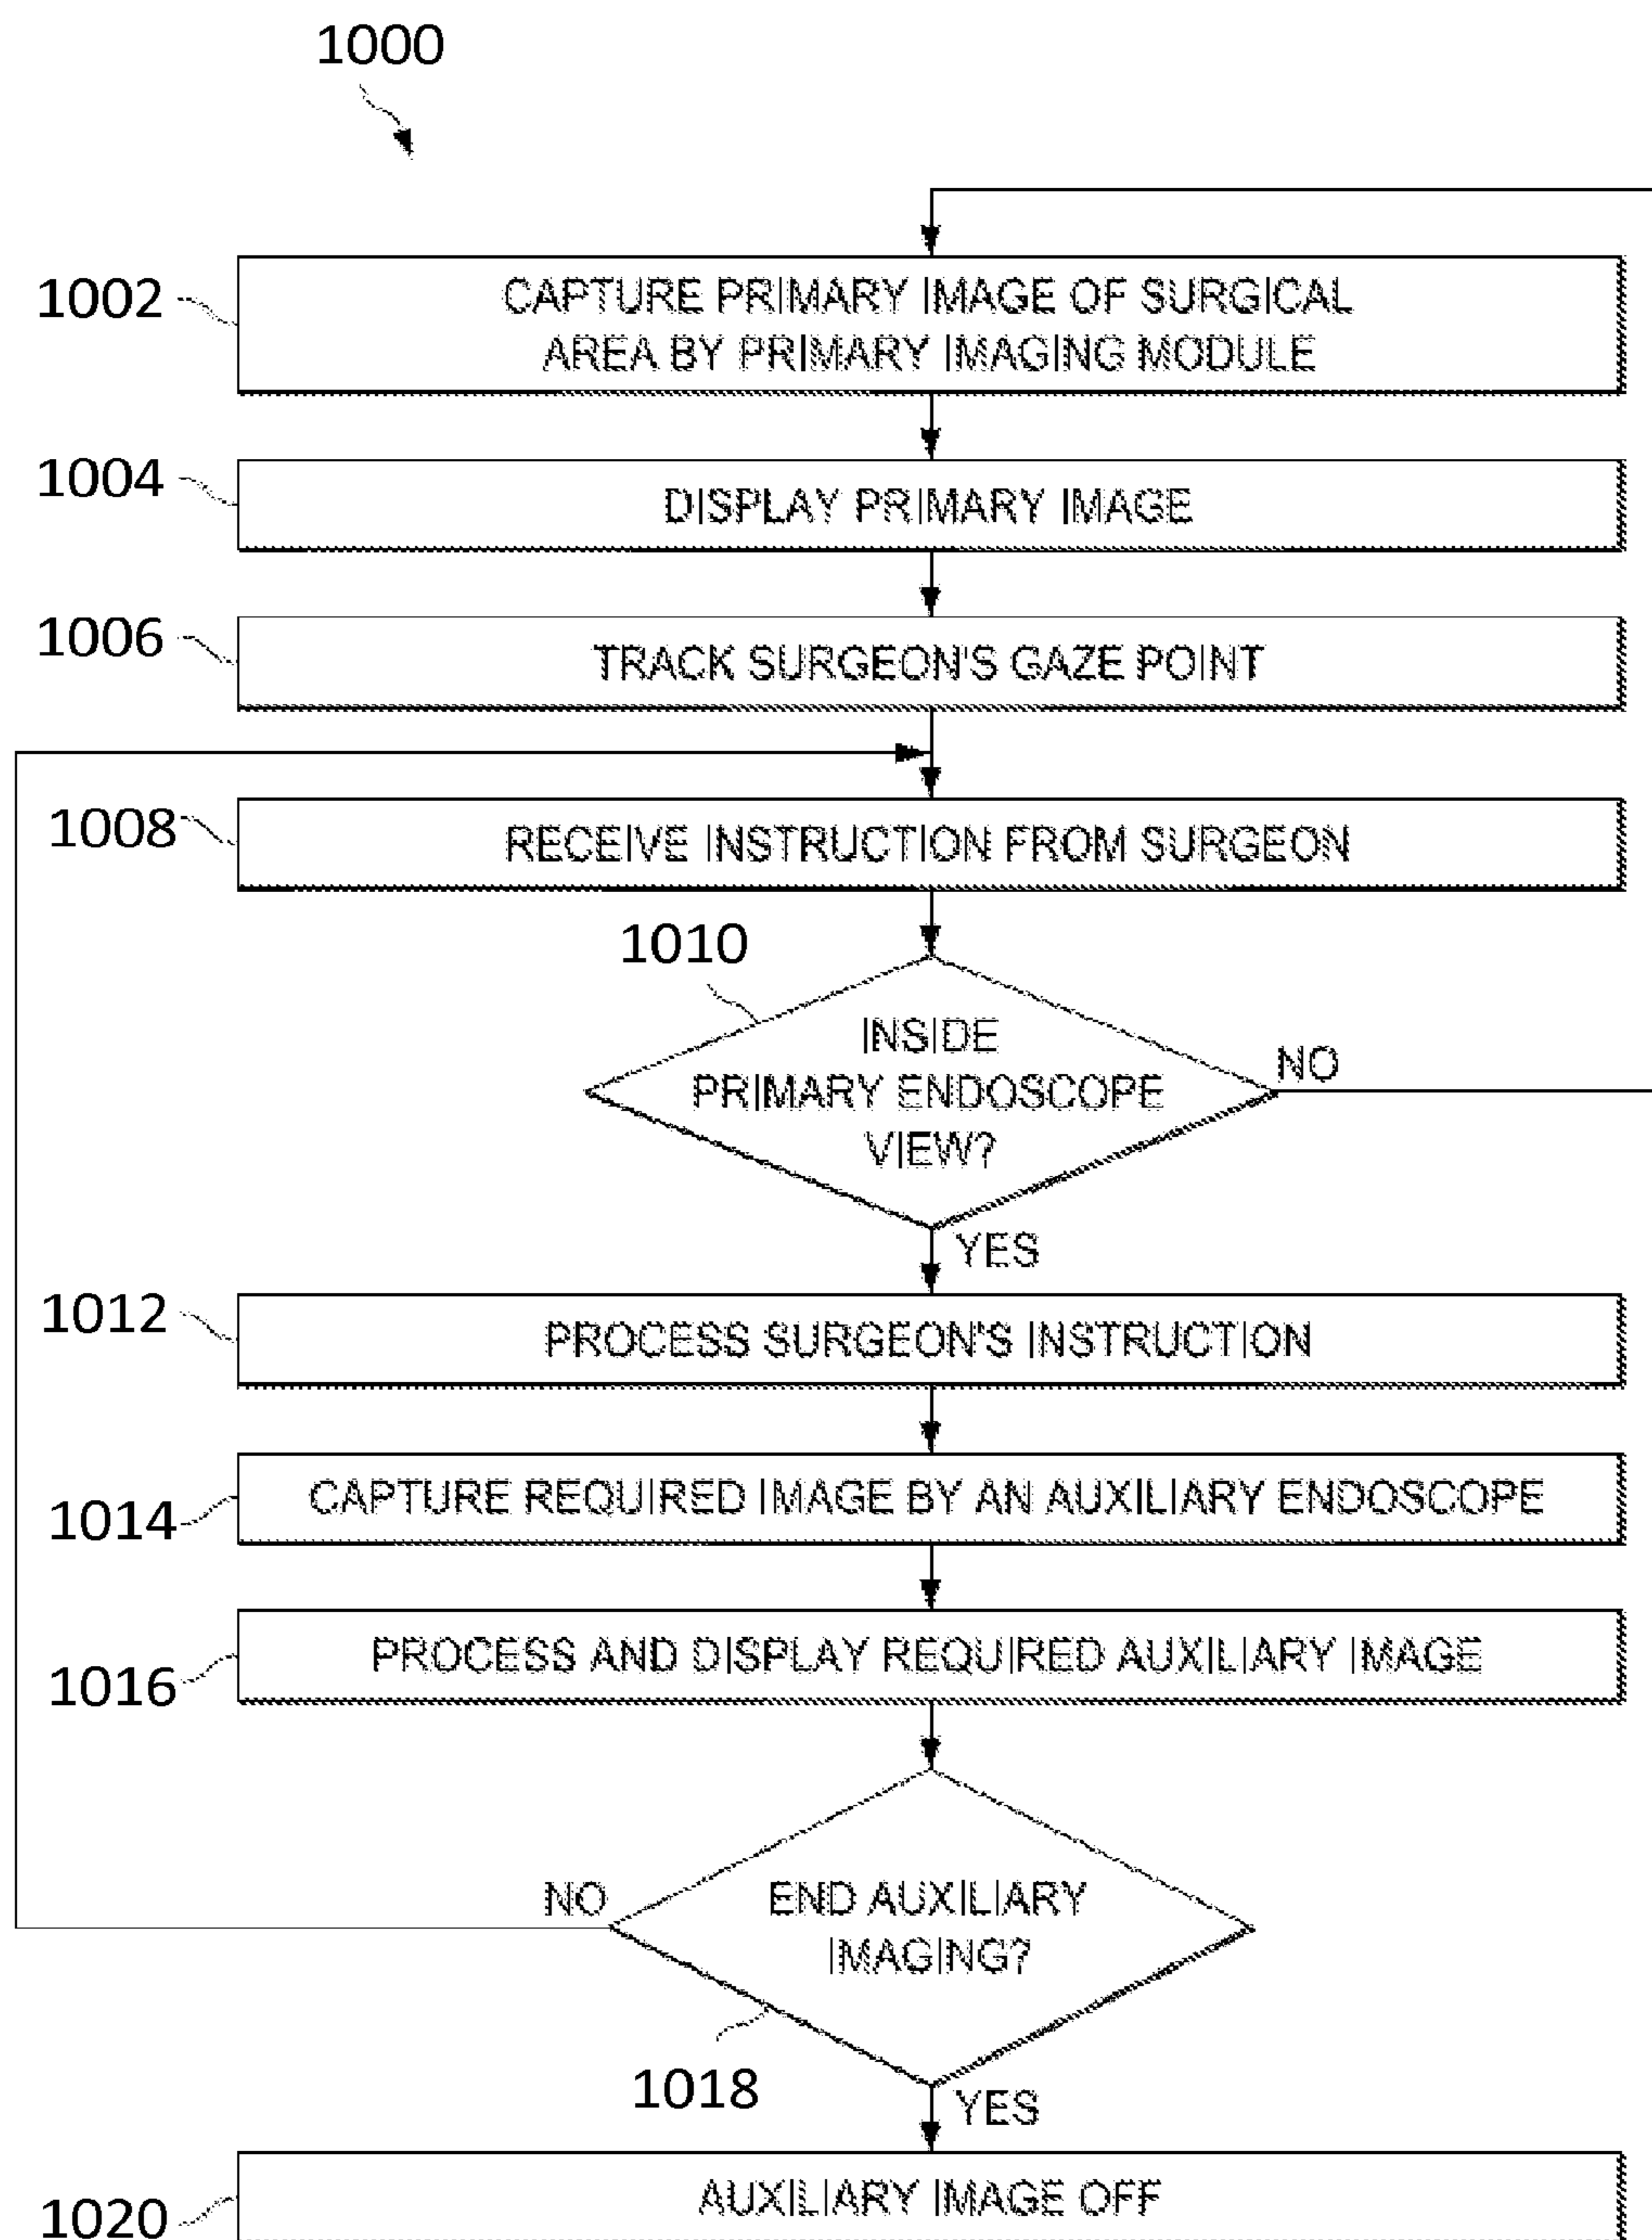 1000
1002
CAPTURE PRIMARY IMAGE OF SURGICAL
AREA BY PRIMARY IMAGING MODULE
1004
DISPLAY PRIMARY IMAGE
1006
TRACK SURGEON'S GAZE POINT
1008
RECEIVE INSTRUCTION FROM SURGEON
1010
INSIDE
PRIMARY ENDOSCOPE
VIEW?
NO
YES
1012
PROCESS SURGEON'S INSTRUCTION
1014
CAPTURE REQUIRED IMAGE BY AN AUXILIARY ENDOSCOPE
1016
PROCESS AND DISPLAY REQUIRED AUXILIARY IMAGE
NO
END AUXILIARY
IMAGING?
1018
YES
1020
AUXILIARY IMAGE OFF